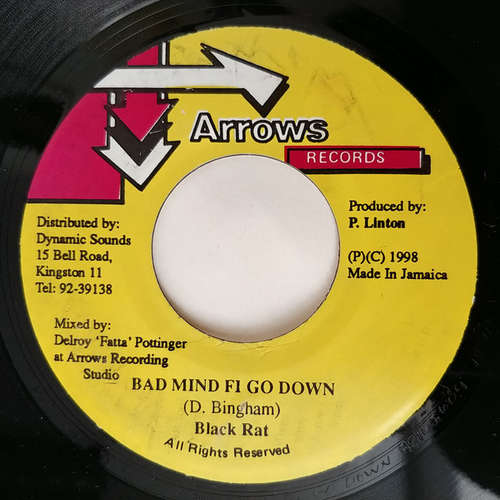 Arrows
RECORDS
Distributed by:
Dynamic Sounds
15 Bell Road,
Kingston 11
Tel: 92-39138
Produced by:
P. Linton
(P)(C) 1998
Made In Jamaica
Mixed by:
Delroy 'Fatta' Pottinger
at Arrows Recording
Studio
BAD MIND FI GO DOWN
(D. Bingham)
Black Rat
All Rights Reserved